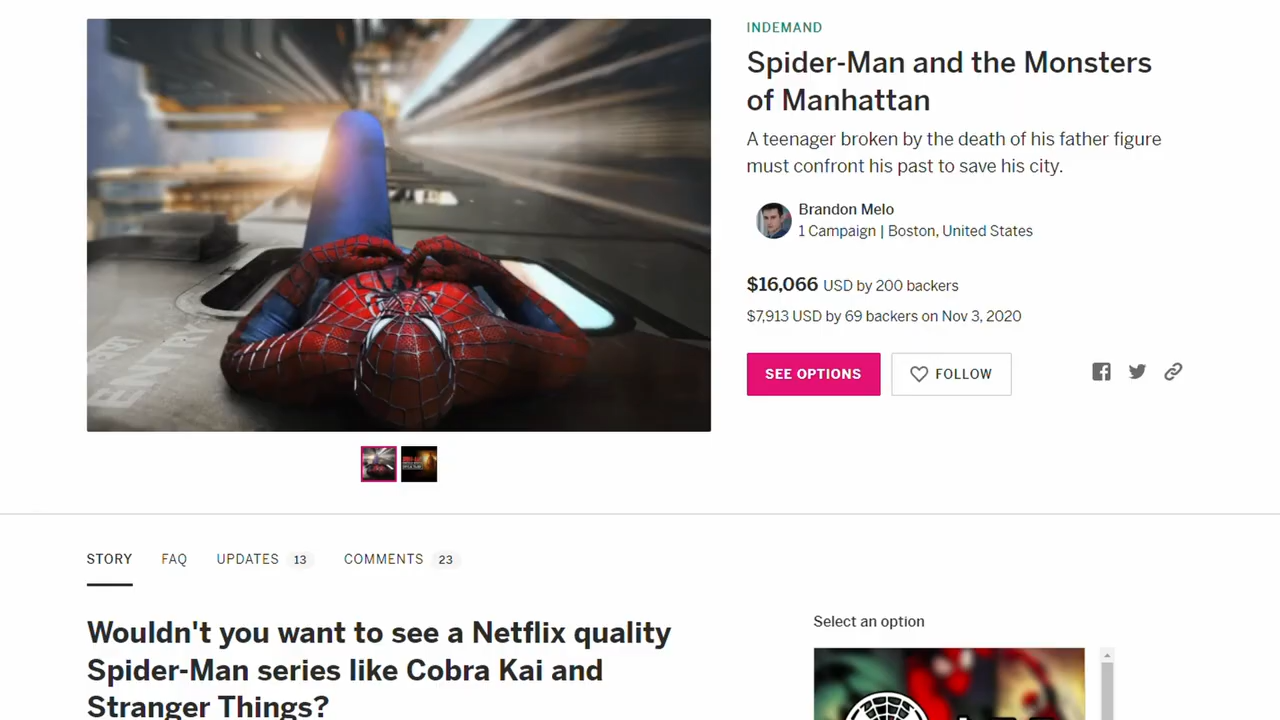 INDEMAND
Spider-Man and the Monsters
of Manhattan
A teenager broken by the death of his father figure
must confront his past to save his city.
Brandon Melo
1 Campaign | Boston, United States
$16,066 USD by 200 backers
$7,913 USD by 69 backers on Nov 3, 2020
SEE OPTIONS
FOLLOW
ENTRY
STORY
FAQ
UPDATES 13
COMMENTS 23
Wouldn't you want to see a Netflix quality
Spider-Man series like Cobra Kai and
Stranger Things?
Select an option